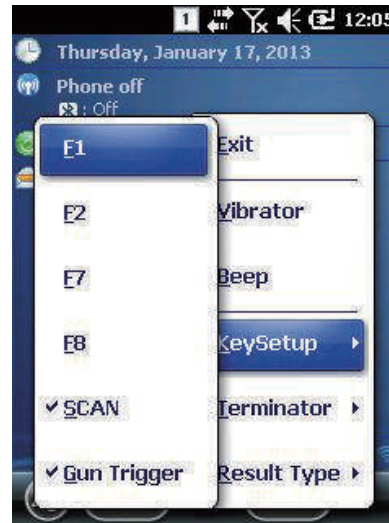 1 12:05
Thursday, January 17, 2013
Phone off
: Off
F1
F2
F7
F8
SCAN
Gun Trigger
Exit
Vibrator
Beep
KeySetup
Terminator
Result Type